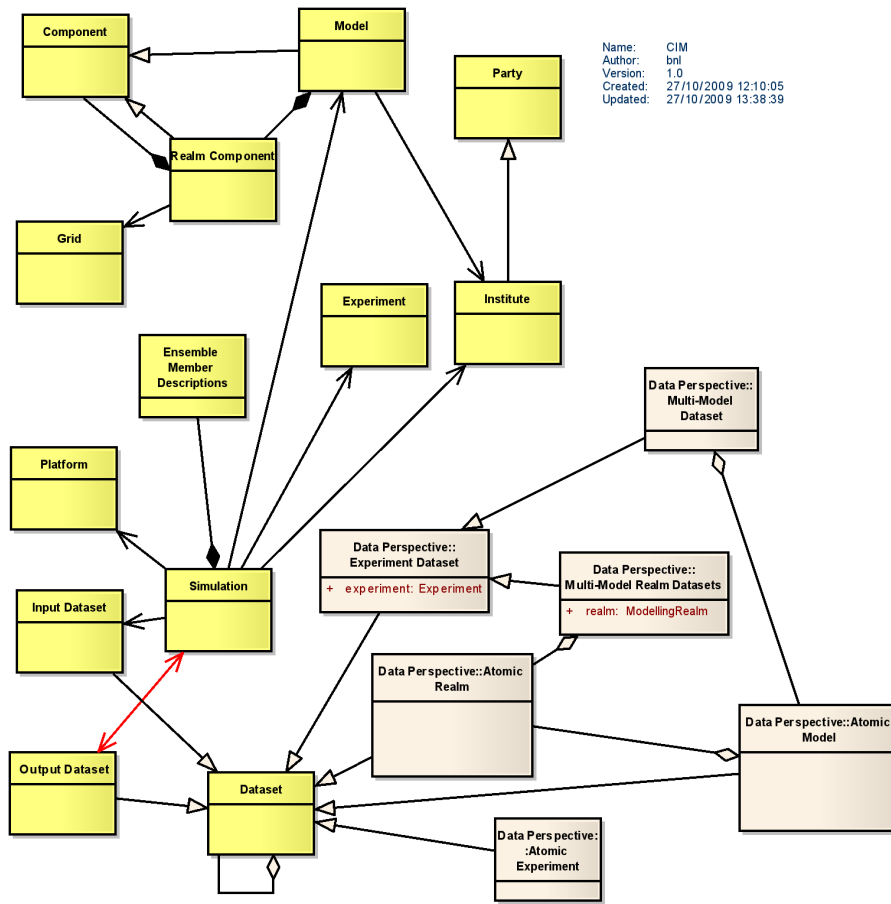 Component
Model
Name: CIM
Author: bnl
Version: 1.0
Created: 27/10/2009 12:10:05
Updated: 27/10/2009 13:38:39
Party
Realm Component
Grid
Experiment
Institute
Ensemble
Member
Descriptions
Data Perspective::
Multi-Model
Dataset
Platform
Data Perspective::
Experiment Dataset
+ experiment: Experiment
Data Perspective::
Multi-Model Realm Datasets
+ realm: ModellingRealm
Simulation
Input Dataset
Data Perspective::Atomic
Realm
Data Perspective::Atomic
Model
Output Dataset
Dataset
Data Perspective:
:Atomic
Experiment